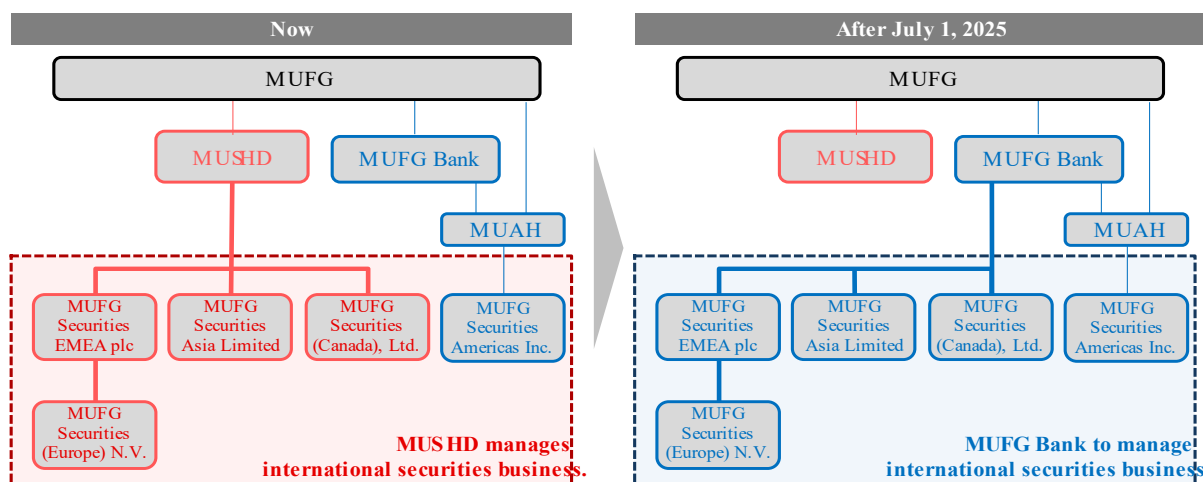 Now
MUFG
MUSHD
MUFG Bank
MUAH
MUFG
Securities
EMEA plc
MUFG
Securities
Asia Limited
MUFG
Securities
(Canada), Ltd.
MUFG
Securities
Americas Inc.
MUFG
Securities
(Europe) N.V.
MUSHD manages
international securities business.
After July 1, 2025
MUFG
MUSHD
MUFG Bank
MUAH
MUFG
Securities
EMEA plc
MUFG
Securities
Asia Limited
MUFG
Securities
(Canada), Ltd.
MUFG
Securities
Americas Inc.
MUFG
Securities
(Europe) N.V.
MUFG Bank to manage
international securities business